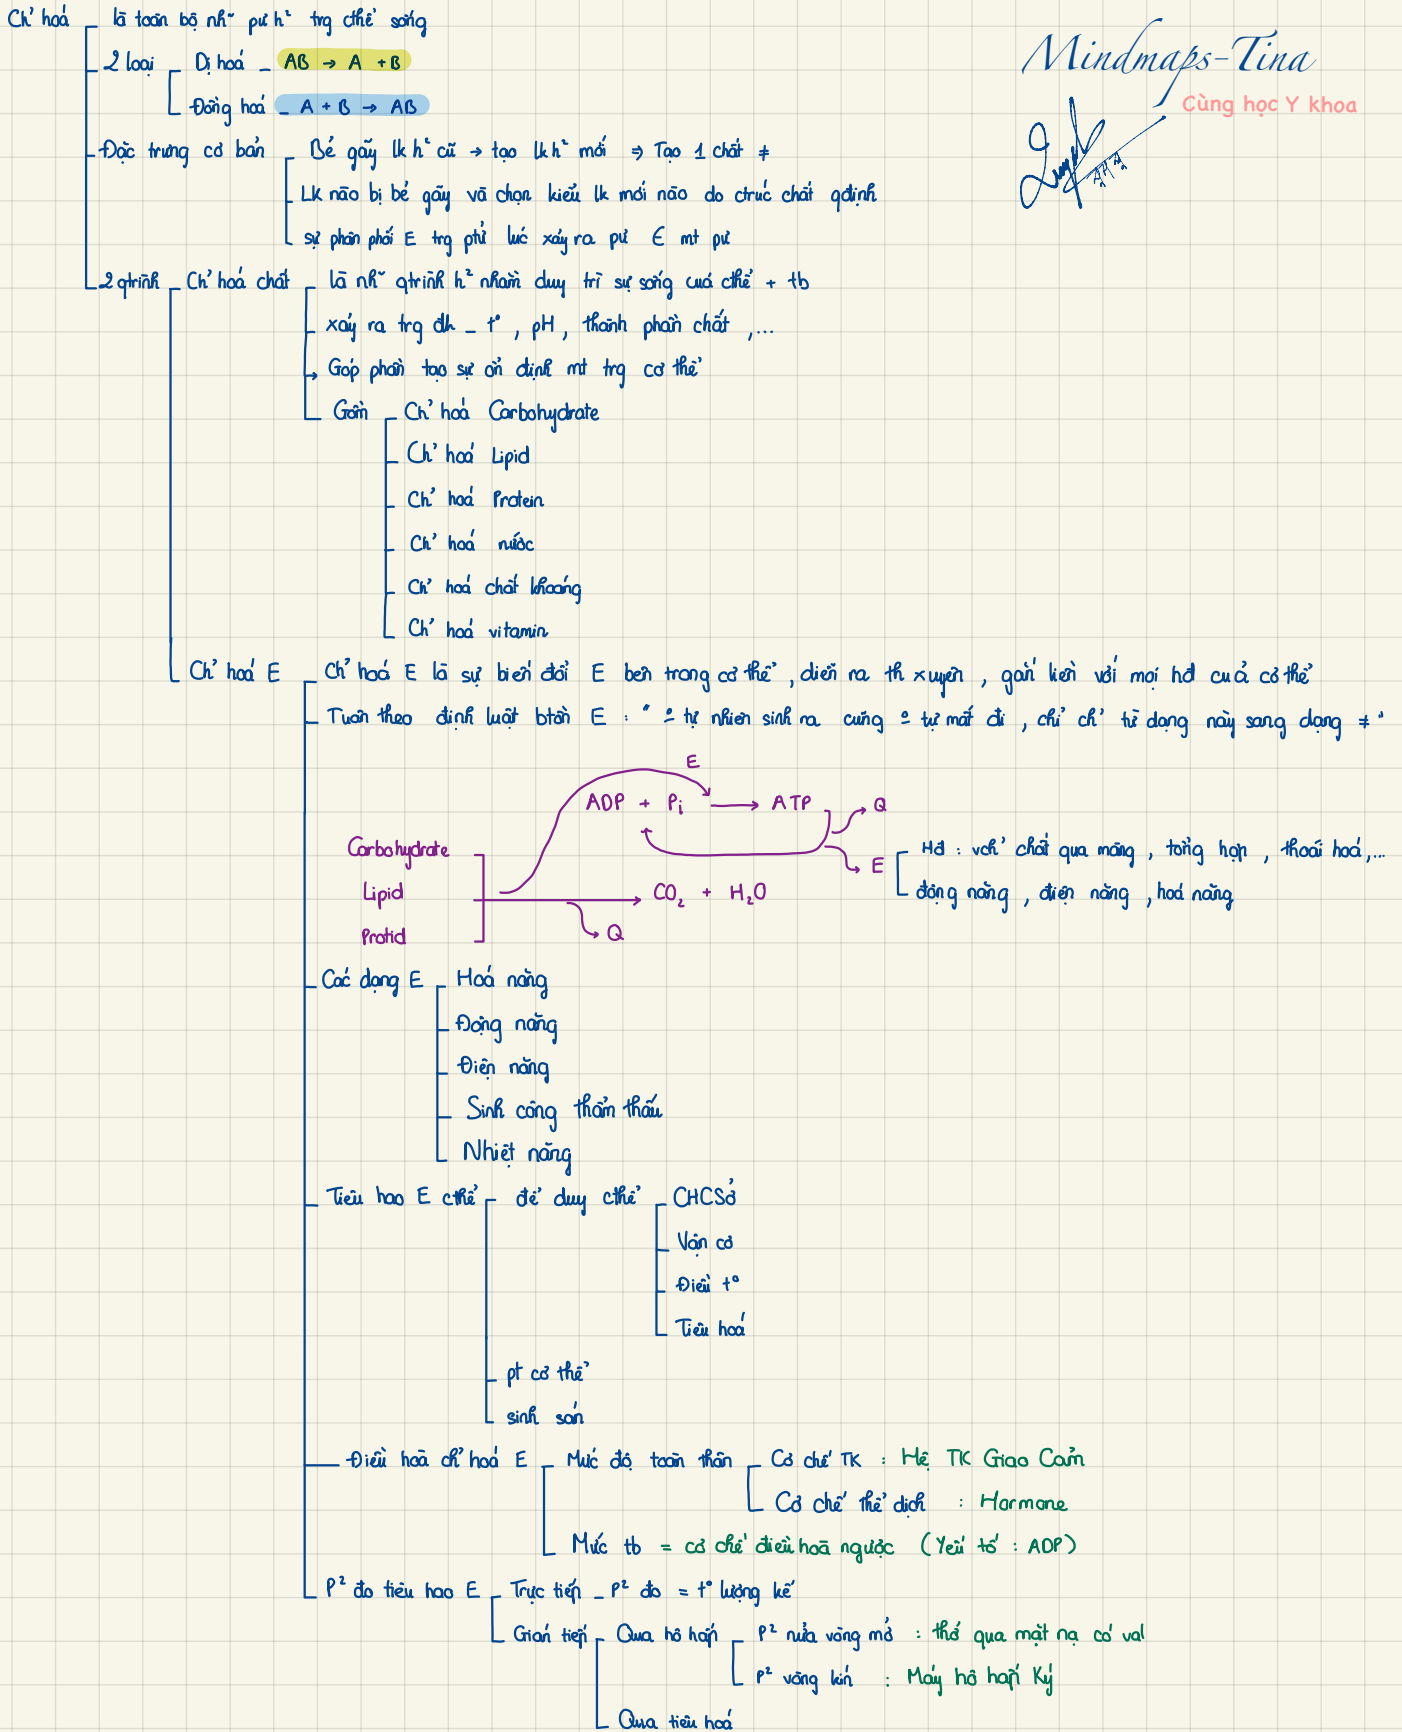 Ch' hoá là toàn bộ nh~ pư h² trg cthể sống
2 loại Dị hoá AB → A + B
Đồng hoá A + B → AB
Đặc trưng cơ bản Bẻ gãy lk h² cũ → tạo lk h² mới ⇒ Tạo 1 chất ≠
Lk nào bị bẻ gãy và chọn kiểu lk mới nào do ctrúc chất qđịnh
sự phân phối E trg ptử lúc xảy ra pư ∈ mt pư
2 qtrình Ch' hoá chất là nh~ qtrình h² nhằm duy trì sự sống cuả cthể + tb
xảy ra trg đk – t°, pH, thành phần chất,...
→ Góp phần tạo sự ổn định mt trg cơ thể
Gồm Ch' hoá Carbohydrate
Ch' hoá Lipid
Ch' hoá Protein
Ch' hoá nước
Ch' hoá chất khoáng
Ch' hoá vitamin
Ch' hoá E Ch' hoá E là sự biến đổi E bên trong cơ thể, diễn ra th xuyên, gắn liền với mọi hđ cuả cơ thể
Tuân theo định luật btoàn E : " º tự nhiên sinh ra cũng º tự mất đi, chỉ ch' từ dạng này sang dạng ≠ "
E
ADP + Pi → ATP Q
Carbohydrate E Hđ : vch' chất qua màng, tổng hợp, thoái hoá,...
Lipid CO₂ + H₂O động năng, điện năng, hoá năng
Protid Q
Các dạng E Hoá năng
Động năng
Điện năng
Sinh công thẩm thấu
Nhiệt năng
Tiêu hao E cthể để duy cthể CHCSở
Vận cơ
Điều t°
Tiêu hoá
pt cơ thể
sinh sản
Điều hoà ch' hoá E Mức độ toàn thân Cơ chế TK : Hệ TK Giao Cảm
Cơ chế thể dịch : Hormone
Mức tb = cơ chế điều hoà ngược (Yếu tố : ADP)
P² đo tiêu hao E Trực tiếp – P² đo = t° lượng kế
Gián tiếp Qua hô hấp P² nửa vòng mở : thở qua mặt nạ có val
P² vòng kín : Máy hô hấp Ký
Qua tiêu hoá
Mindmaps-Tina
Cùng học Y khoa